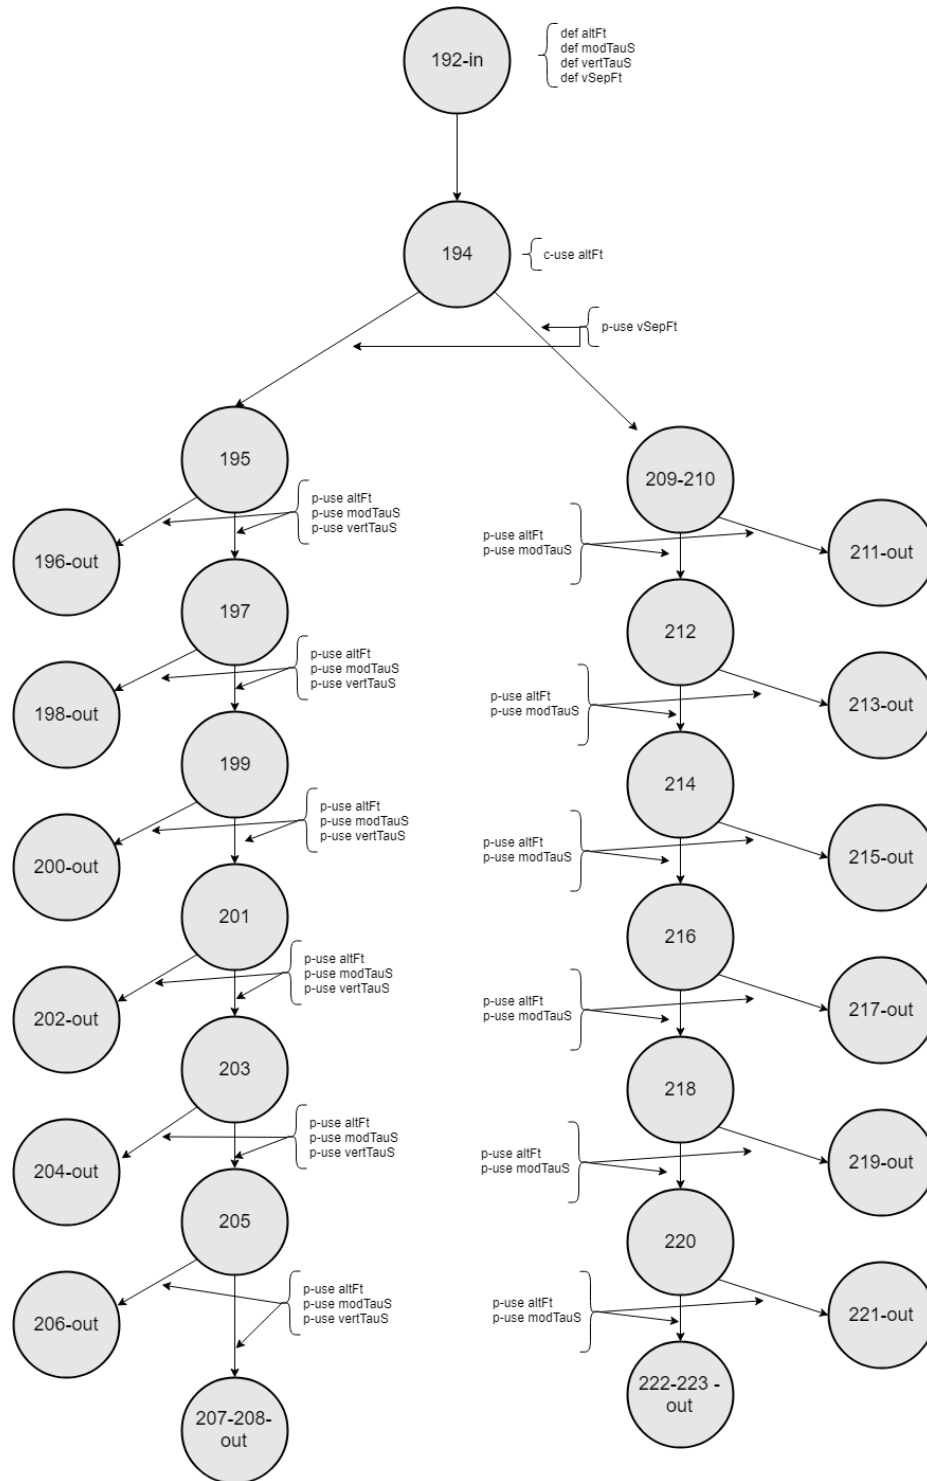 192-in
def altFt
def modTauS
def vertTauS
def vSepFt
194
c-use altFt
p-use vSepFt
195
209-210
p-use altFt
p-use modTauS
p-use vertTauS
p-use altFt
p-use modTauS
196-out
211-out
197
212
p-use altFt
p-use modTauS
p-use vertTauS
p-use altFt
p-use modTauS
198-out
213-out
199
214
p-use altFt
p-use modTauS
p-use vertTauS
p-use altFt
p-use modTauS
200-out
215-out
201
216
p-use altFt
p-use modTauS
p-use vertTauS
p-use altFt
p-use modTauS
202-out
217-out
203
218
p-use altFt
p-use modTauS
p-use vertTauS
p-use altFt
p-use modTauS
204-out
219-out
205
220
p-use altFt
p-use modTauS
p-use vertTauS
p-use altFt
p-use modTauS
206-out
221-out
207-208-
out
222-223 -
out